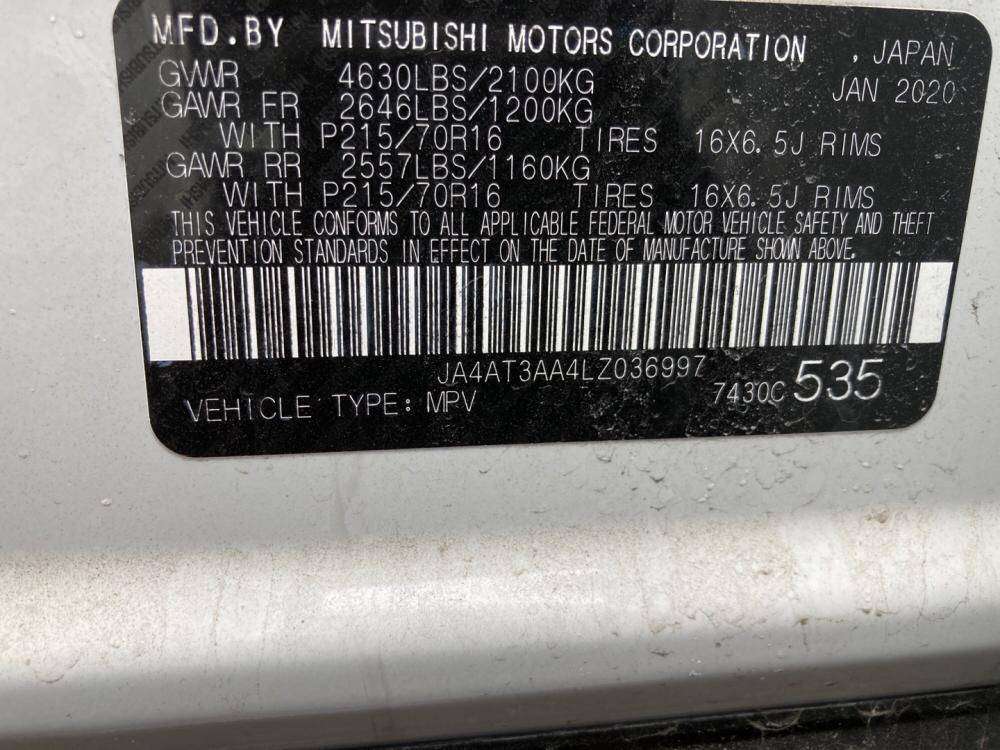 MFD.BY MITSUBISHI MOTORS CORPORATION , JAPAN
GVWR 4630LBS/2100KG JAN 2020
GAWR FR 2646LBS/1200KG
WITH P215/70R16 TIRES 16X6.5J RIMS
GAWR RR 2557LBS/1160KG
WITH P215/70R16 TIRES 16X6.5J RIMS
THIS VEHICLE CONFORMS TO ALL APPLICABLE FEDERAL MOTOR VEHICLE SAFETY AND THEFT
PREVENTION STANDARDS IN EFFECT ON THE DATE OF MANUFACTURE SHOWN ABOVE.
JA4AT3AA4LZ036997
VEHICLE TYPE: MPV 7430C 535